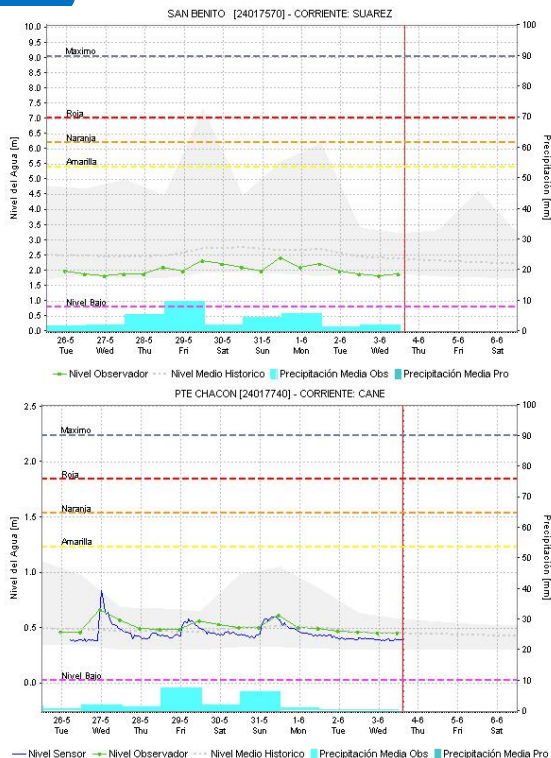 SAN BENITO [24017570] - CORRIENTE: SUAREZ
Nivel del Agua [m]
10.0
9.5
9.0
8.5
8.0
7.5
7.0
6.5
6.0
5.5
5.0
4.5
4.0
3.5
3.0
2.5
2.0
1.5
1.0
0.5
0.0
Maximo
Roja
Naranja
Amarilla
Nivel Bajo
100
90
80
70
60
50
40
30
20
10
0
Precipitación [mm]
26-5 27-5 28-5 29-5 30-5 31-5 1-6 2-6 3-6 4-6 5-6 6-6
Tue Wed Thu Fri Sat Sun Mon Tue Wed Thu Fri Sat
Nivel Observador Nivel Medio Historico Precipitación Media Obs Precipitación Media Pro
PTE CHACON [24017740] - CORRIENTE: CANE
Nivel del Agua [m]
2.5
2.0
1.5
1.0
0.5
0.0
Maximo
Roja
Naranja
Amarilla
Nivel Bajo
100
90
80
70
60
50
40
30
20
10
0
Precipitación [mm]
26-5 27-5 28-5 29-5 30-5 31-5 1-6 2-6 3-6 4-6 5-6 6-6
Tue Wed Thu Fri Sat Sun Mon Tue Wed Thu Fri Sat
Nivel Sensor Nivel Observador Nivel Medio Historico Precipitación Media Obs Precipitación Media Pro